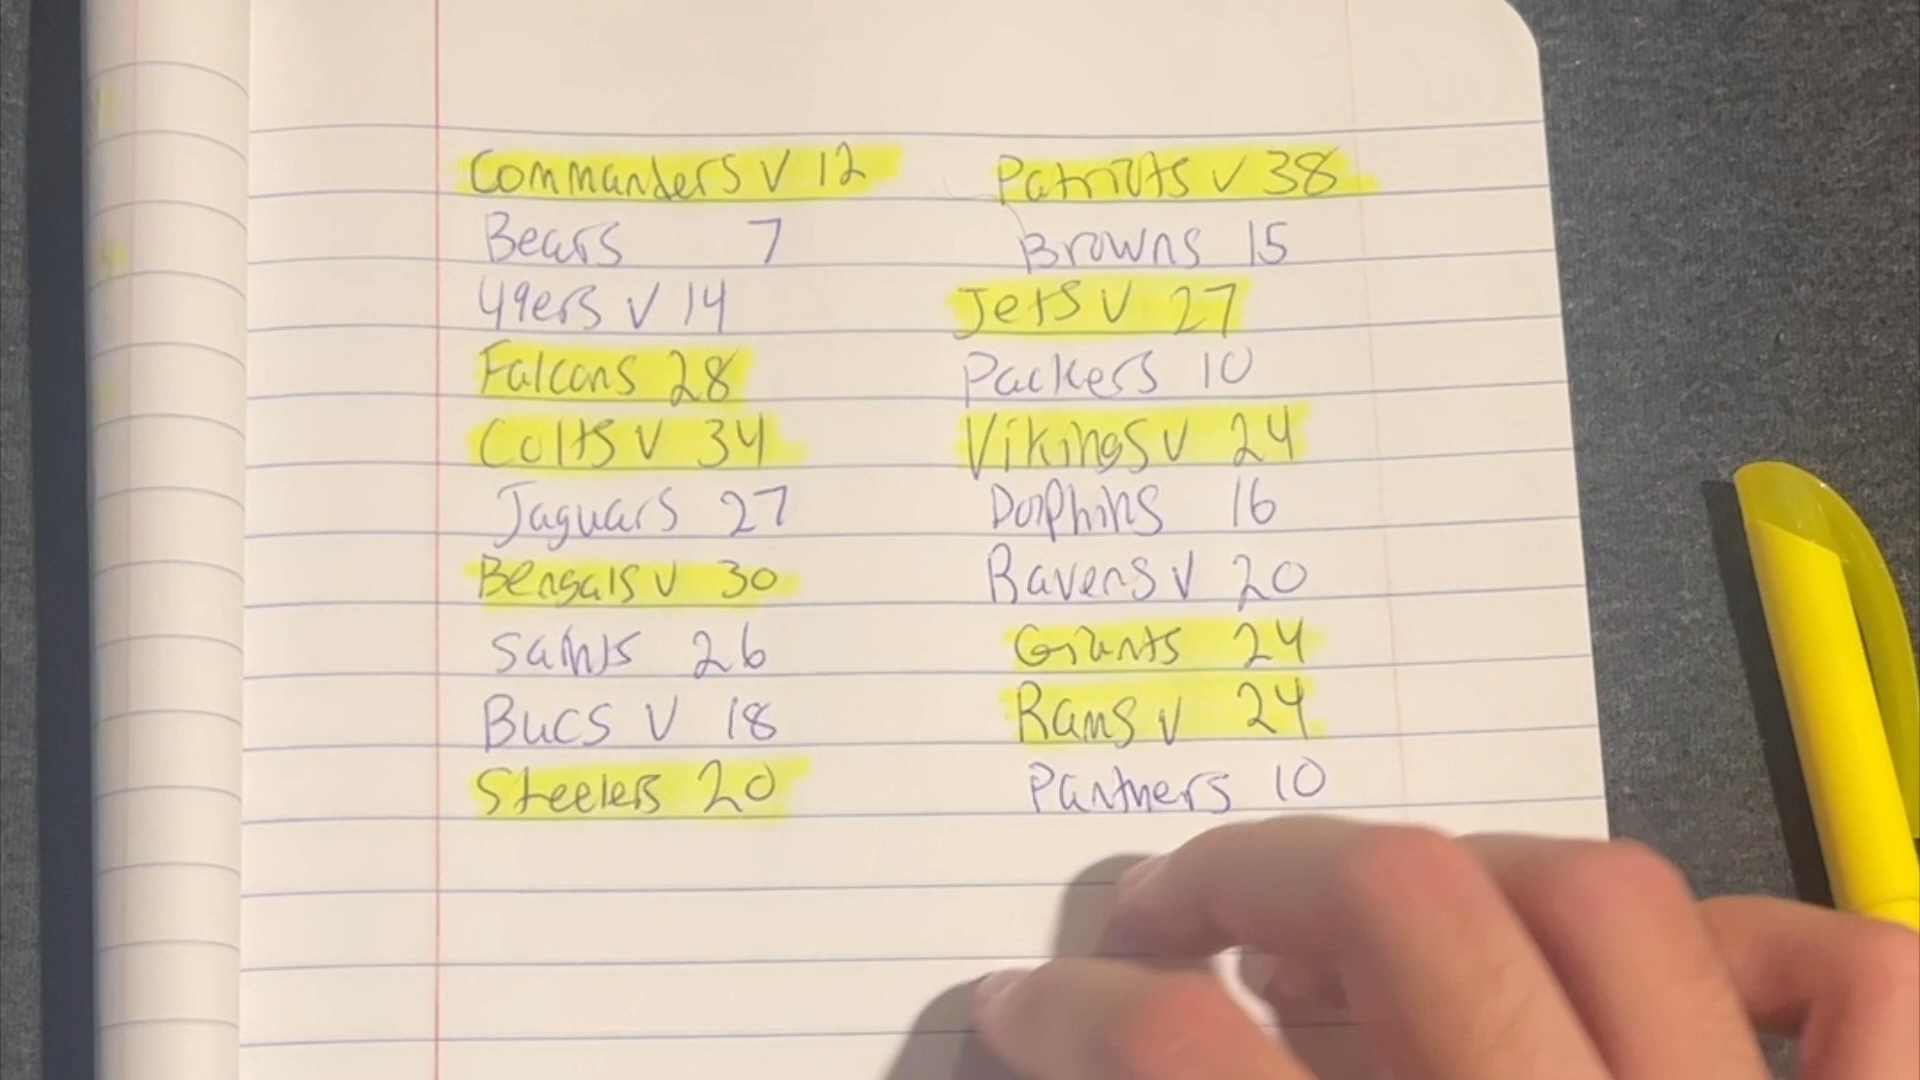 Commanders v 12
Bears 7
49ers v 14
Falcons 28
Colts v 34
Jaguars 27
Bengals v 30
Saints 26
Bucs v 18
Steelers 20
Patriots v 38
Browns 15
Jets v 27
Packers 10
Vikings v 24
Dolphins 16
Ravens v 20
Giants 24
Rams v 24
Panthers 10